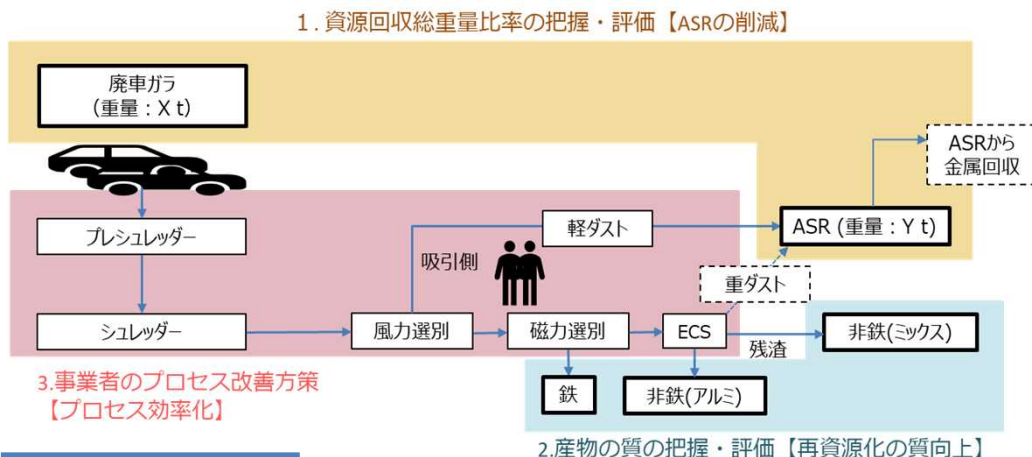 1. 資源回収総重量比率の把握・評価【ASRの削減】
廃車ガラ
(重量：X t)
ASRから
金属回収
プレシュレッダー
軽ダスト
ASR (重量：Y t)
吸引側
重ダスト
シュレッダー
風力選別
磁力選別
ECS
残渣
非鉄(ミックス)
3.事業者のプロセス改善方策
【プロセス効率化】
鉄
非鉄(アルミ)
2.産物の質の把握・評価【再資源化の質向上】